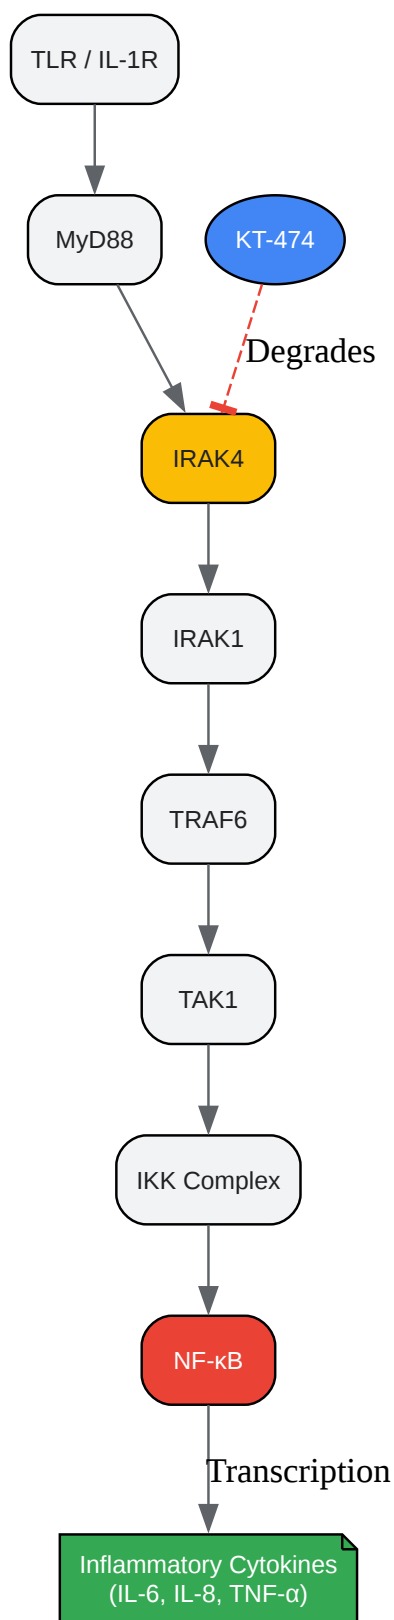 TLR / IL-1R
MyD88
KT-474
Degrades
IRAK4
IRAK1
TRAF6
TAK1
IKK Complex
NF-κB
Transcription
Inflammatory Cytokines
(IL-6, IL-8, TNF-α)